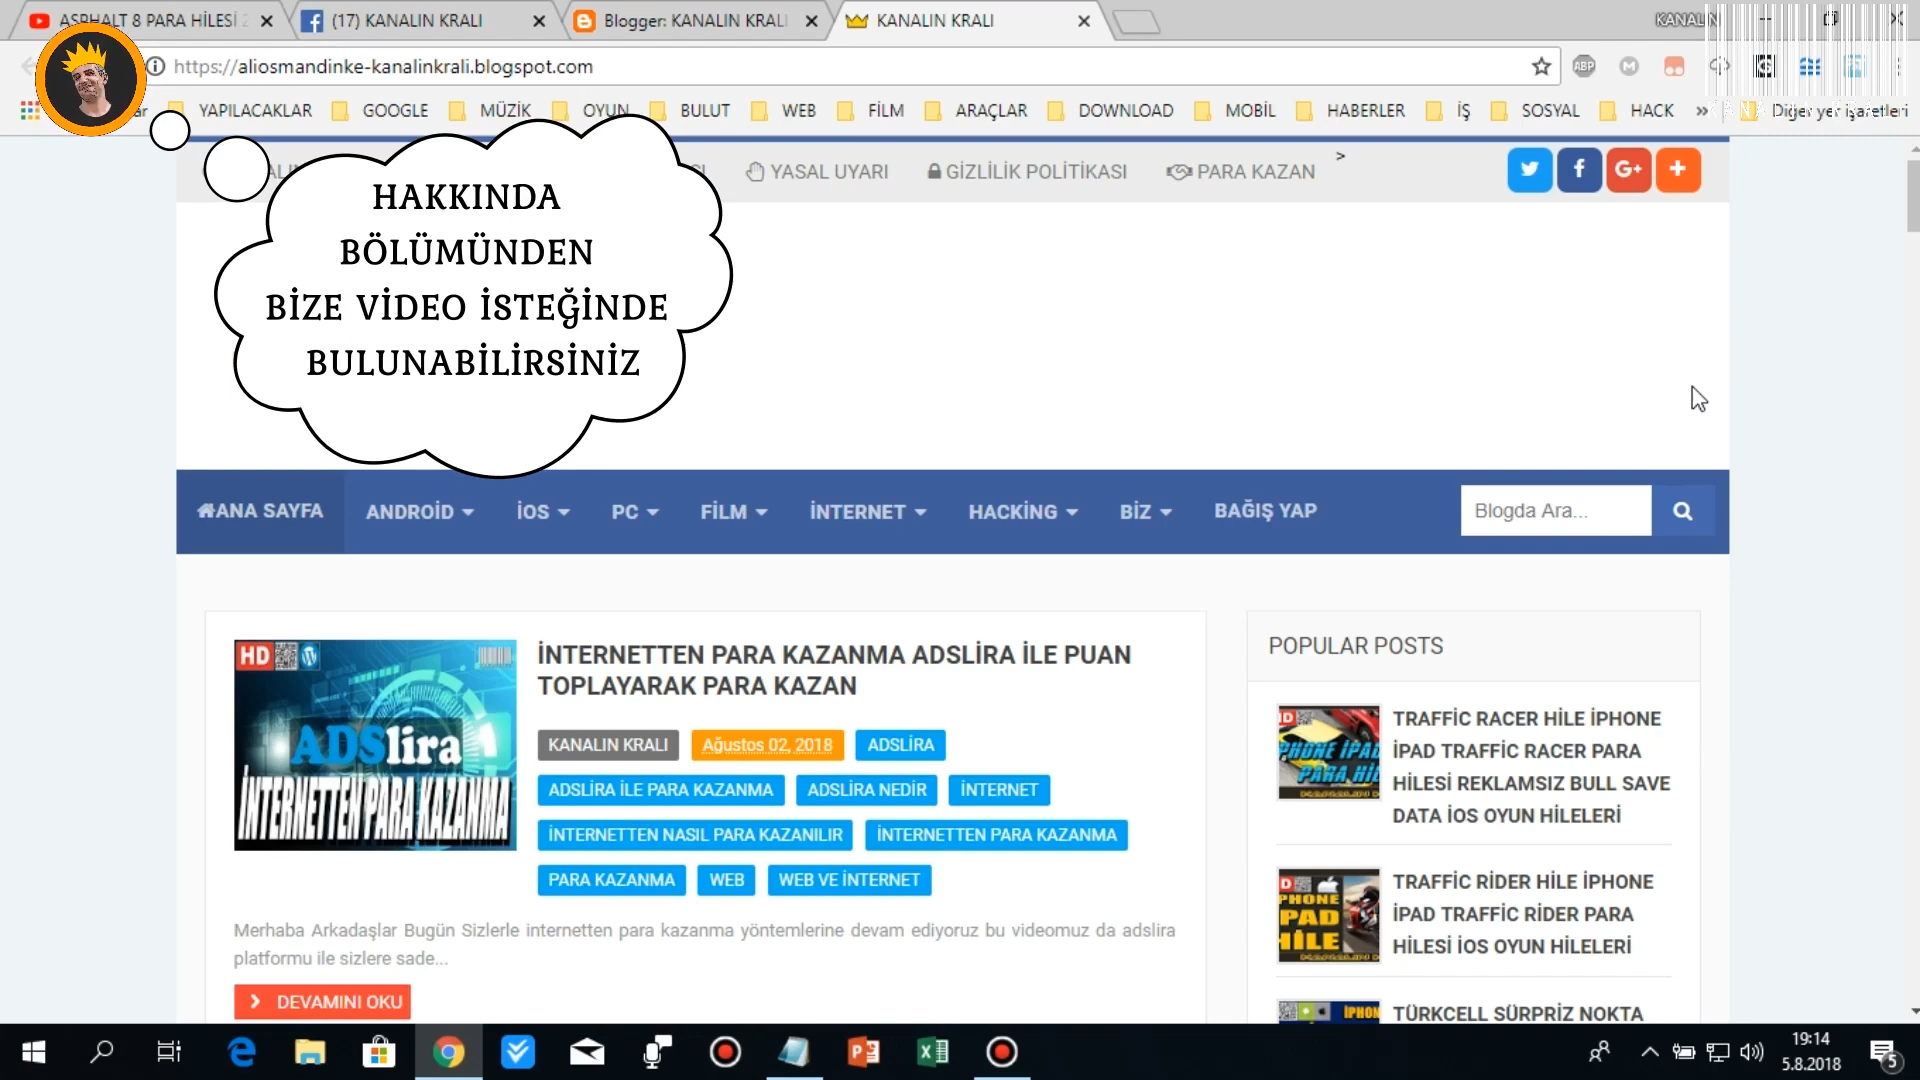 ASPHALT 8 PARA HİLESİ 2
(17) KANALIN KRALI
Blogger: KANALIN KRALI
KANALIN KRALI
KANALIN
https://aliosmandinke-kanalinkrali.blogspot.com
ABP
YAPILACAKLAR GOOGLE MÜZİK OYUN BULUT WEB FİLM ARAÇLAR DOWNLOAD MOBİL HABERLER İŞ SOSYAL HACK » Diğer yer işaretleri
YASAL UYARI GİZLİLİK POLİTİKASI PARA KAZAN >
HAKKINDA
BÖLÜMÜNDEN
BİZE VİDEO İSTEĞİNDE
BULUNABİLİRSİNİZ
ANA SAYFA ANDROİD İOS PC FİLM İNTERNET HACKİNG BİZ BAĞIŞ YAP Blogda Ara...
HD
ADSlira
İNTERNETTEN PARA KAZANMA
İNTERNETTEN PARA KAZANMA ADSLİRA İLE PUAN
TOPLAYARAK PARA KAZAN
KANALIN KRALI Ağustos 02, 2018 ADSLİRA
ADSLİRA İLE PARA KAZANMA ADSLİRA NEDİR İNTERNET
İNTERNETTEN NASIL PARA KAZANILIR İNTERNETTEN PARA KAZANMA
PARA KAZANMA WEB WEB VE İNTERNET
Merhaba Arkadaşlar Bugün Sizlerle internetten para kazanma yöntemlerine devam ediyoruz bu videomuz da adslira
platformu ile sizlere sade...
DEVAMINI OKU
POPULAR POSTS
TRAFFİC RACER HİLE İPHONE
İPAD TRAFFİC RACER PARA
HİLESİ REKLAMSIZ BULL SAVE
DATA İOS OYUN HİLELERİ
TRAFFİC RİDER HİLE İPHONE
İPAD TRAFFİC RİDER PARA
HİLESİ İOS OYUN HİLELERİ
TÜRKCELL SÜRPRİZ NOKTA
19:14
5.8.2018
5